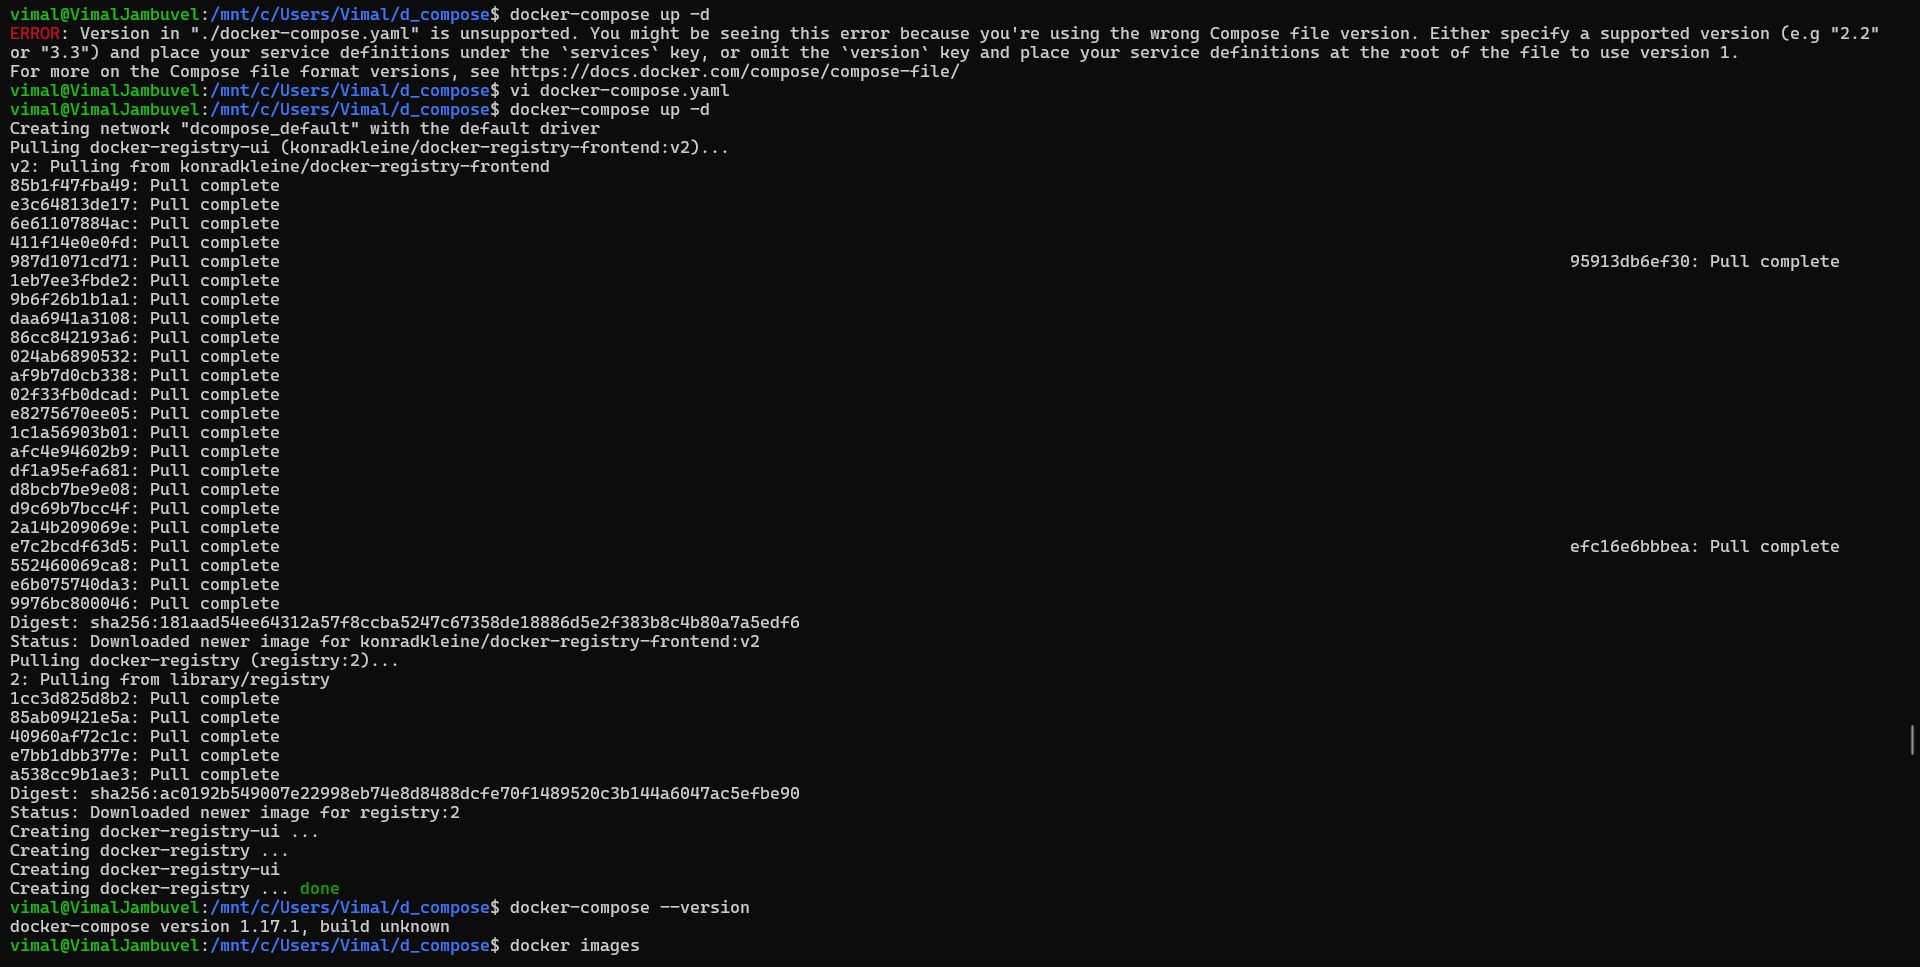 vimal@VimalJambuvel:/mnt/c/Users/Vimal/d_compose$ docker-compose up -d
ERROR: Version in "./docker-compose.yaml" is unsupported. You might be seeing this error because you're using the wrong Compose file version. Either specify a supported version (e.g "2.2"
or "3.3") and place your service definitions under the `services` key, or omit the `version` key and place your service definitions at the root of the file to use version 1.
For more on the Compose file format versions, see https://docs.docker.com/compose/compose-file/
vimal@VimalJambuvel:/mnt/c/Users/Vimal/d_compose$ vi docker-compose.yaml
vimal@VimalJambuvel:/mnt/c/Users/Vimal/d_compose$ docker-compose up -d
Creating network "dcompose_default" with the default driver
Pulling docker-registry-ui (konradkleine/docker-registry-frontend:v2)...
v2: Pulling from konradkleine/docker-registry-frontend
85b1f47fba49: Pull complete
e3c64813de17: Pull complete
6e61107884ac: Pull complete
411f14e0e0fd: Pull complete
987d1071cd71: Pull complete 95913db6ef30: Pull complete
1eb7ee3fbde2: Pull complete
9b6f26b1b1a1: Pull complete
daa6941a3108: Pull complete
86cc842193a6: Pull complete
024ab6890532: Pull complete
af9b7d0cb338: Pull complete
02f33fb0dcad: Pull complete
e8275670ee05: Pull complete
1c1a56903b01: Pull complete
afc4e94602b9: Pull complete
df1a95efa681: Pull complete
d8bcb7be9e08: Pull complete
d9c69b7bcc4f: Pull complete
2a14b209069e: Pull complete
e7c2bcdf63d5: Pull complete efc16e6bbbea: Pull complete
552460069ca8: Pull complete
e6b075740da3: Pull complete
9976bc800046: Pull complete
Digest: sha256:181aad54ee64312a57f8ccba5247c67358de18886d5e2f383b8c4b80a7a5edf6
Status: Downloaded newer image for konradkleine/docker-registry-frontend:v2
Pulling docker-registry (registry:2)...
2: Pulling from library/registry
1cc3d825d8b2: Pull complete
85ab09421e5a: Pull complete
40960af72c1c: Pull complete
e7bb1dbb377e: Pull complete
a538cc9b1ae3: Pull complete
Digest: sha256:ac0192b549007e22998eb74e8d8488dcfe70f1489520c3b144a6047ac5efbe90
Status: Downloaded newer image for registry:2
Creating docker-registry-ui ...
Creating docker-registry ...
Creating docker-registry-ui
Creating docker-registry ... done
vimal@VimalJambuvel:/mnt/c/Users/Vimal/d_compose$ docker-compose --version
docker-compose version 1.17.1, build unknown
vimal@VimalJambuvel:/mnt/c/Users/Vimal/d_compose$ docker images